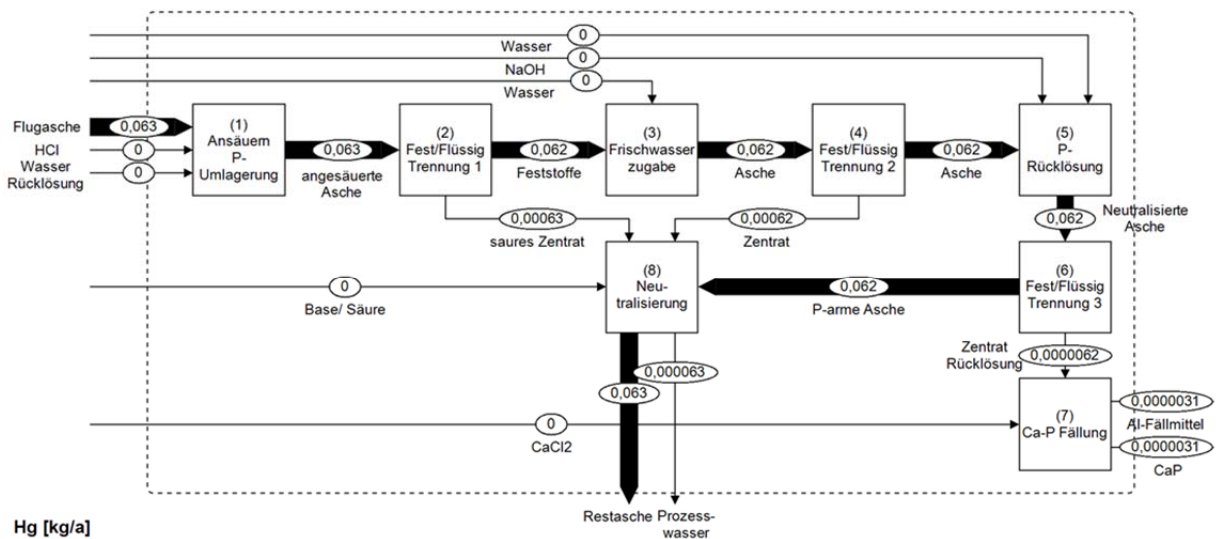 0
Wasser
0
NaOH
0
Wasser
Flugasche
0,063
HCl
0
Wasser
Rücklösung
0
(1)
Ansäuern
P-
Umlagerung
0,063
angesäuerte
Asche
(2)
Fest/Flüssig
Trennung 1
0,062
Feststoffe
(3)
Frischwasser
zugabe
0,062
Asche
(4)
Fest/Flüssig
Trennung 2
0,062
Asche
(5)
P-
Rücklösung
0,00063
saures Zentrat
0,00062
Zentrat
0,062
Neutralisierte
Asche
0
Base/ Säure
(8)
Neu-
tralisierung
0,062
P-arme Asche
(6)
Fest/Flüssig
Trennung 3
Zentrat
Rücklösung
0,0000062
0,000063
0,063
0
CaCl2
(7)
Ca-P Fällung
0,0000031
Al-Fällmittel
0,0000031
CaP
Restasche
Prozess-
wasser
Hg [kg/a]